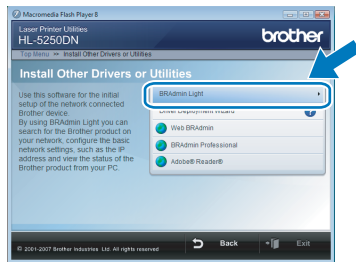 Macromedia Flash Player 8
Laser Printer Utilities
HL-5250DN
brother
Top Menu Install Other Drivers or Utilities
Install Other Drivers or Utilities
Use this software for the initial
setup of the network connected
Brother device.
By using BRAdmin Light you can
search for the Brother product on
your network, configure the basic
network settings, such as the IP
address and view the status of the
Brother product from your PC.
BRAdmin Light
Driver Deployment Wizard
Web BRAdmin
BRAdmin Professional
Adobe® Reader®
© 2001-2007 Brother Industries Ltd. All rights reserved
Back
Exit